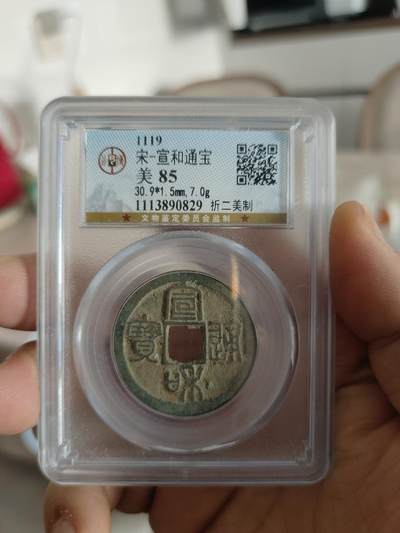 1119
宋-宣和通宝
美 85
30.9*1.5mm,7.0g
1113890829 折二美制
★ 文物鉴定委员会监制 ★
宣
寳 通
和